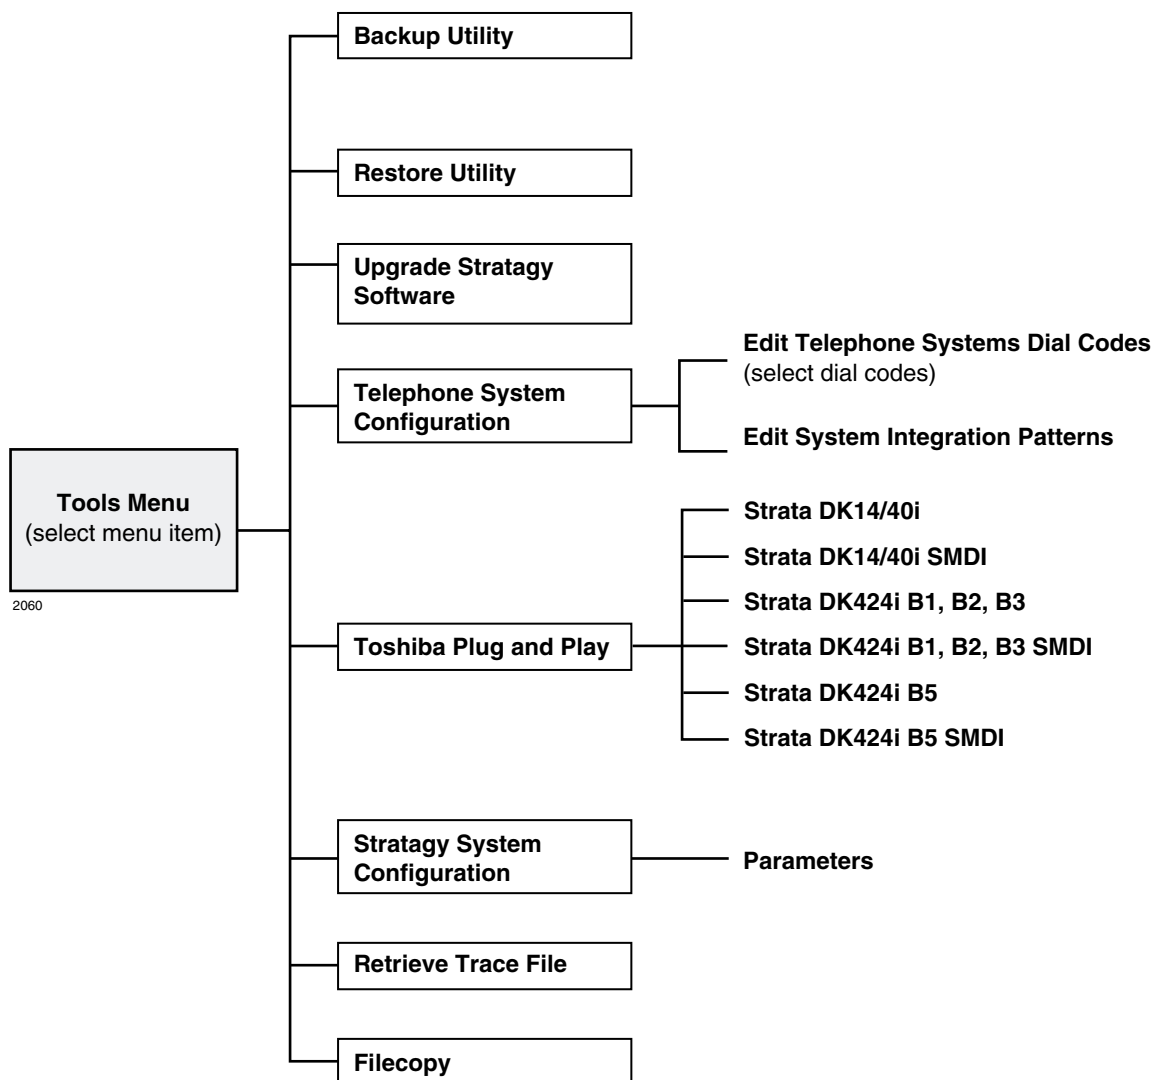 Backup Utility
Restore Utility
Upgrade Stratagy
Software
Telephone System
Configuration
Edit Telephone Systems Dial Codes
(select dial codes)
Edit System Integration Patterns
Tools Menu
(select menu item)
2060
Toshiba Plug and Play
Strata DK14/40i
Strata DK14/40i SMDI
Strata DK424i B1, B2, B3
Strata DK424i B1, B2, B3 SMDI
Strata DK424i B5
Strata DK424i B5 SMDI
Stratagy System
Configuration
Parameters
Retrieve Trace File
Filecopy